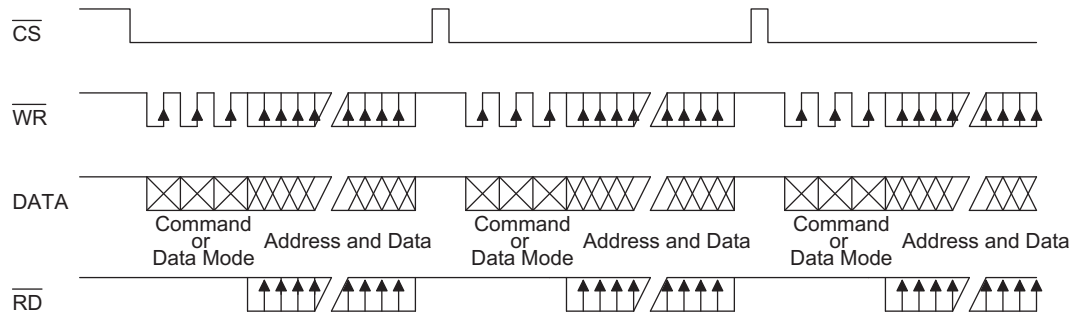 CS
WR
DATA
Command
or
Data Mode
Address and Data
Command
or
Data Mode
Address and Data
Command
or
Data Mode
Address and Data
RD